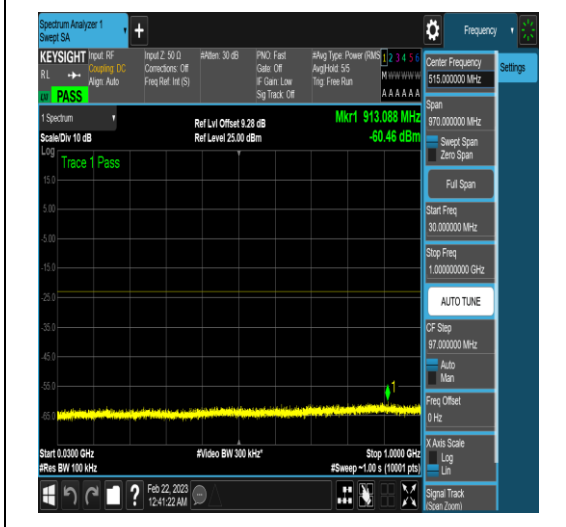 Spectrum Analyzer 1
Swept SA
+
Frequency
KEYSIGHT
RL
PASS
Input: RF
Coupling: DC
Align: Auto
Input Z: 50 Ω
Corrections: Off
Freq Ref: Int (S)
#Atten: 30 dB
PNO: Fast
Gate: Off
IF Gain: Low
Sig Track: Off
#Avg Type: Power (RMS
Avg|Hold: 5/5
Trig: Free Run
1 2 3 4 5 6
M W W W W W
A A A A A A
1 Spectrum
Scale/Div 10 dB
Ref Lvl Offset 9.28 dB
Ref Level 25.00 dBm
Mkr1 913.088 MHz
-60.46 dBm
Log
Trace 1 Pass
15.0
5.00
-5.00
-15.0
-25.0
-35.0
-45.0
-55.0
-65.0
1
Start 0.0300 GHz
#Res BW 100 kHz
#Video BW 300 kHz*
Stop 1.0000 GHz
#Sweep ~1.00 s (10001 pts)
?
Feb 22, 2023
12:41:22 AM
Center Frequency
515.000000 MHz
Span
970.000000 MHz
Swept Span
Zero Span
Full Span
Start Freq
30.000000 MHz
Stop Freq
1.000000000 GHz
AUTO TUNE
CF Step
97.000000 MHz
Auto
Man
Freq Offset
0 Hz
X Axis Scale
Log
Lin
Signal Track
(Span Zoom)
Settings